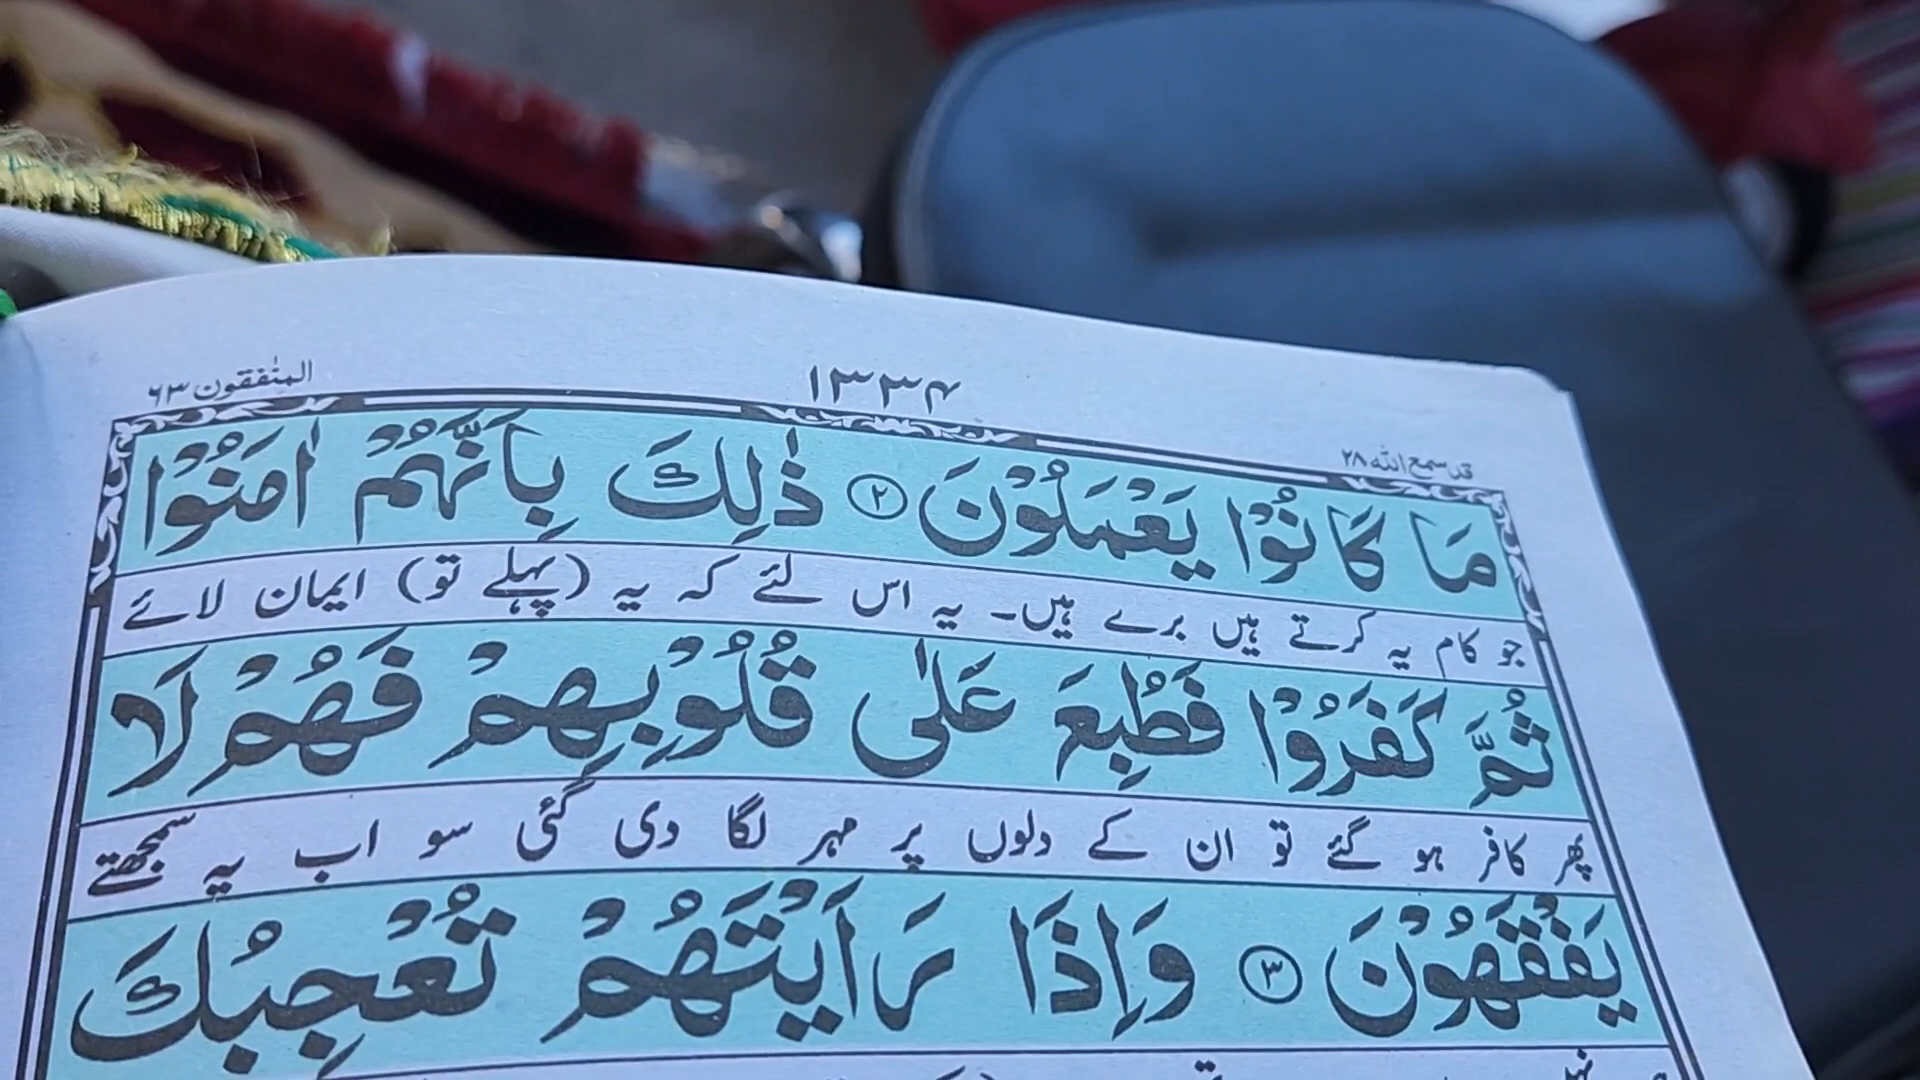 المنٰفقون ٦٣
١٣٣٤
قد سمع الله ٢٨
مَا كَانُوْا يَعْمَلُوْنَ ۝٢ ذٰلِكَ بِاَنَّهُمْ اٰمَنُوْا
جو کام یہ کرتے ہیں برے ہیں۔ یہ اس لئے کہ یہ (پہلے تو) ایمان لائے
ثُمَّ كَفَرُوْا فَطُبِعَ عَلٰى قُلُوْبِهِمْ فَهُمْ لَا
پھر کافر ہو گئے تو ان کے دلوں پر مہر لگا دی گئی سو اب یہ سمجھتے
يَفْقَهُوْنَ ۝٣ وَاِذَا رَاَيْتَهُمْ تُعْجِبُكَ